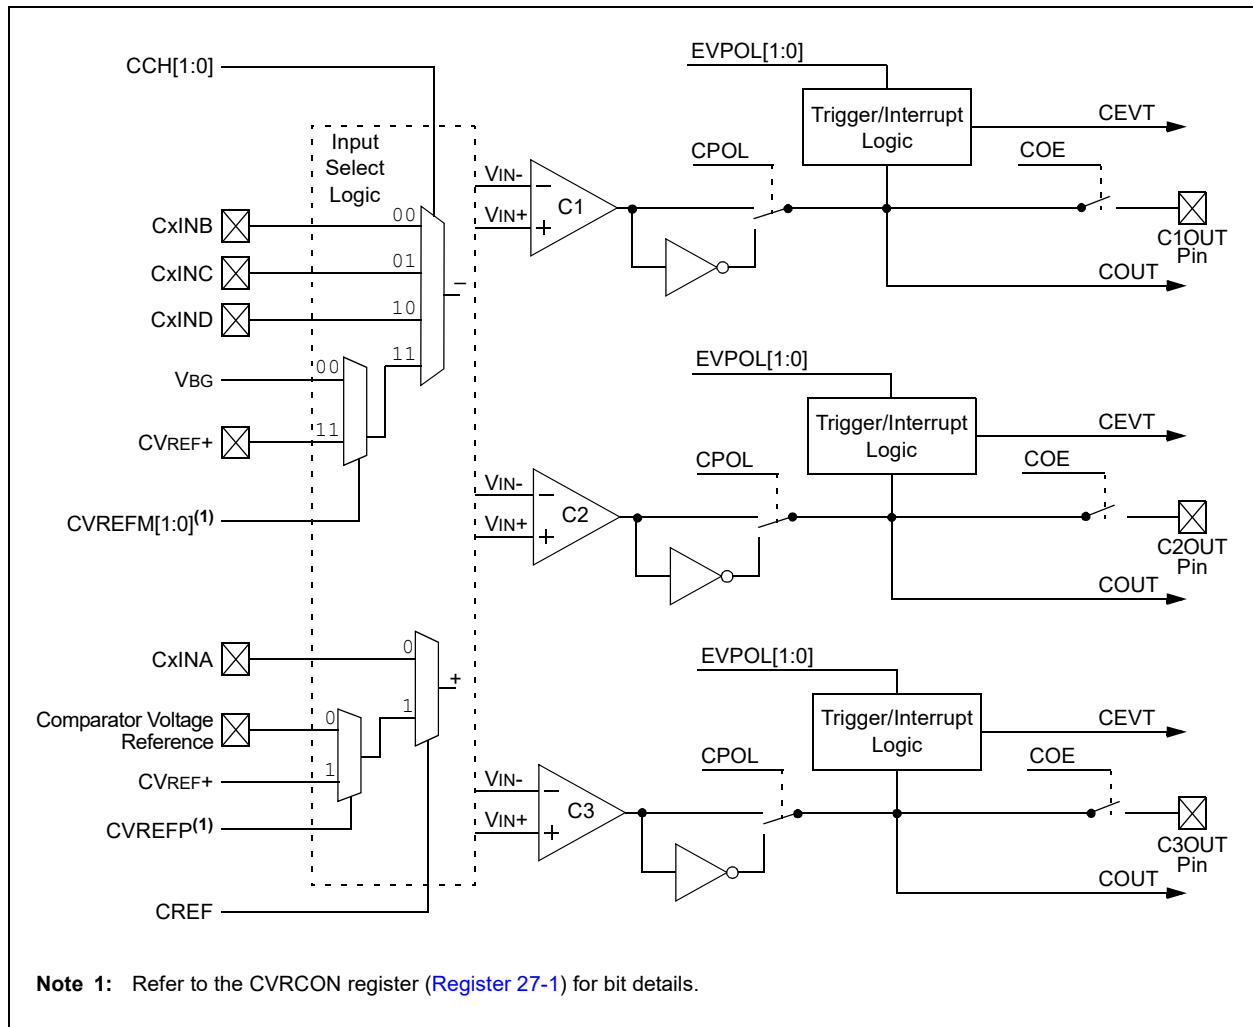 CCH[1:0]
Input
Select
Logic
CxINB
00
CxINC
01
CxIND
10
11
–
VBG
00
CVREF+
11
CVREFM[1:0](1)
CxINA
0
1
+
Comparator Voltage
Reference
0
CVREF+
1
CVREFP(1)
CREF
EVPOL[1:0]
Trigger/Interrupt
Logic
CEVT
CPOL
COE
VIN-
–
VIN+
+
C1
C1OUT
Pin
COUT
EVPOL[1:0]
Trigger/Interrupt
Logic
CEVT
CPOL
COE
VIN-
–
VIN+
+
C2
C2OUT
Pin
COUT
EVPOL[1:0]
Trigger/Interrupt
Logic
CEVT
CPOL
COE
VIN-
–
VIN+
+
C3
C3OUT
Pin
COUT
Note 1: Refer to the CVRCON register (Register 27-1) for bit details.